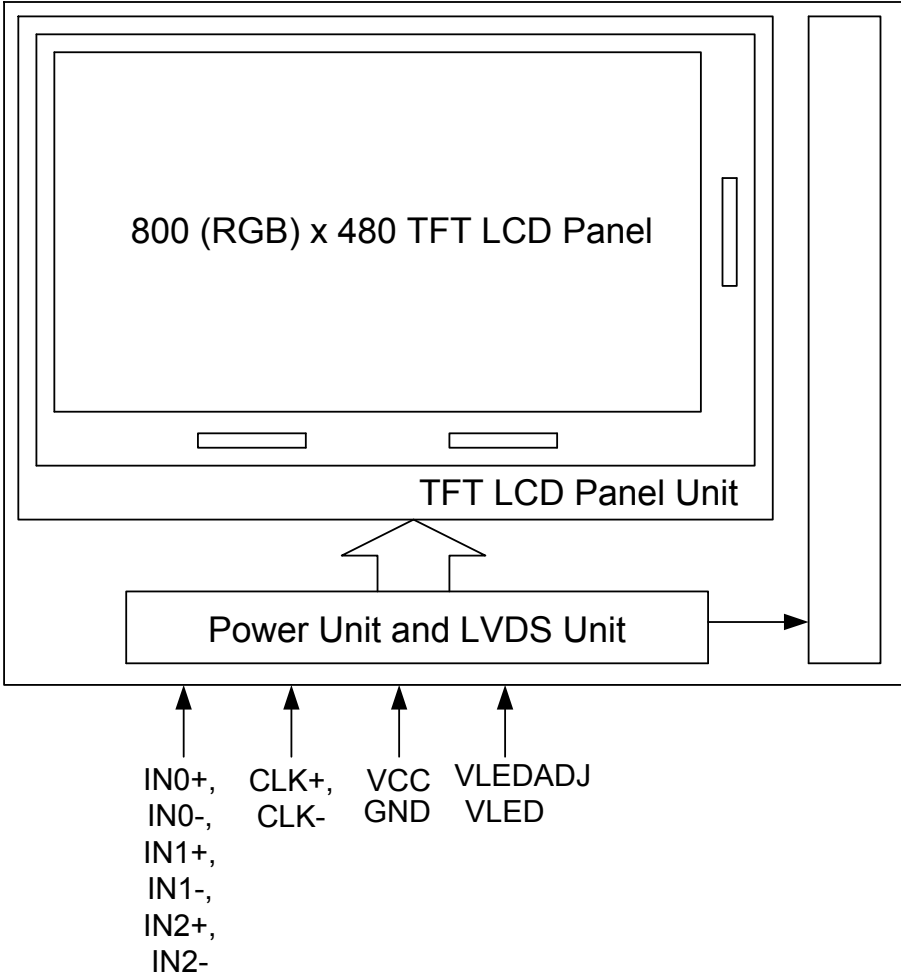 800 (RGB) x 480 TFT LCD Panel
TFT LCD Panel Unit
Power Unit and LVDS Unit
IN0+,
IN0-,
IN1+,
IN1-,
IN2+,
IN2-
CLK+,
CLK-
VCC
GND
VLEDADJ
VLED